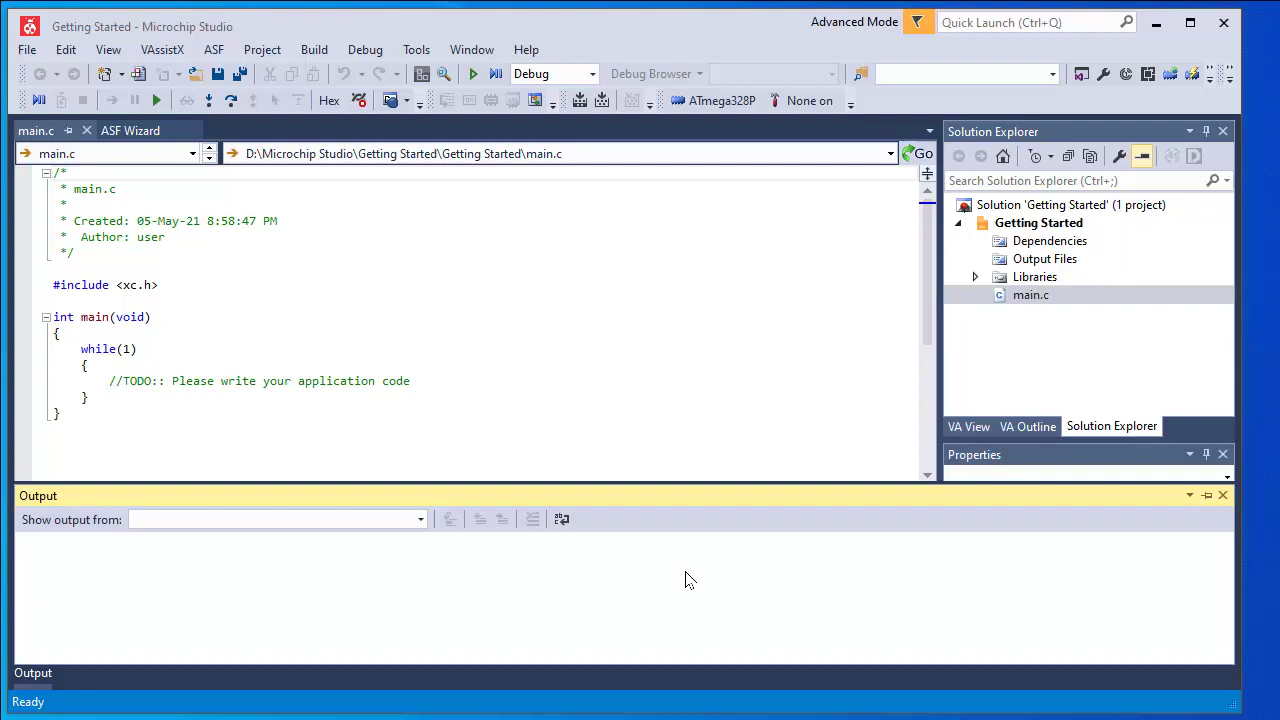 Getting Started - Microchip Studio
Advanced Mode
Quick Launch (Ctrl+Q)
File Edit View VAssistX ASF Project Build Debug Tools Window Help
Debug
Debug Browser
Hex
ATmega328P
None on
main.c
ASF Wizard
main.c
D:\Microchip Studio\Getting Started\Getting Started\main.c
Go
/*
* main.c
*
* Created: 05-May-21 8:58:47 PM
* Author: user
*/
#include <xc.h>
int main(void)
{
while(1)
{
//TODO:: Please write your application code
}
}
Solution Explorer
Search Solution Explorer (Ctrl+;)
Solution 'Getting Started' (1 project)
Getting Started
Dependencies
Output Files
Libraries
main.c
VA View VA Outline Solution Explorer
Properties
Output
Show output from:
Output
Ready